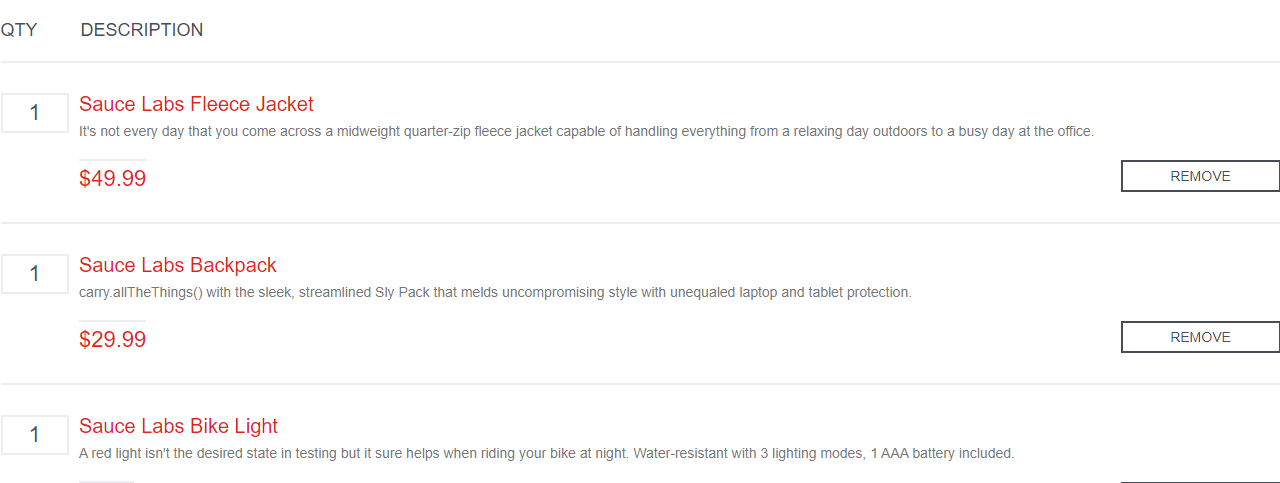 QTY DESCRIPTION
1 Sauce Labs Fleece Jacket
It's not every day that you come across a midweight quarter-zip fleece jacket capable of handling everything from a relaxing day outdoors to a busy day at the office.
$49.99 REMOVE
1 Sauce Labs Backpack
carry.allTheThings() with the sleek, streamlined Sly Pack that melds uncompromising style with unequaled laptop and tablet protection.
$29.99 REMOVE
1 Sauce Labs Bike Light
A red light isn't the desired state in testing but it sure helps when riding your bike at night. Water-resistant with 3 lighting modes, 1 AAA battery included.